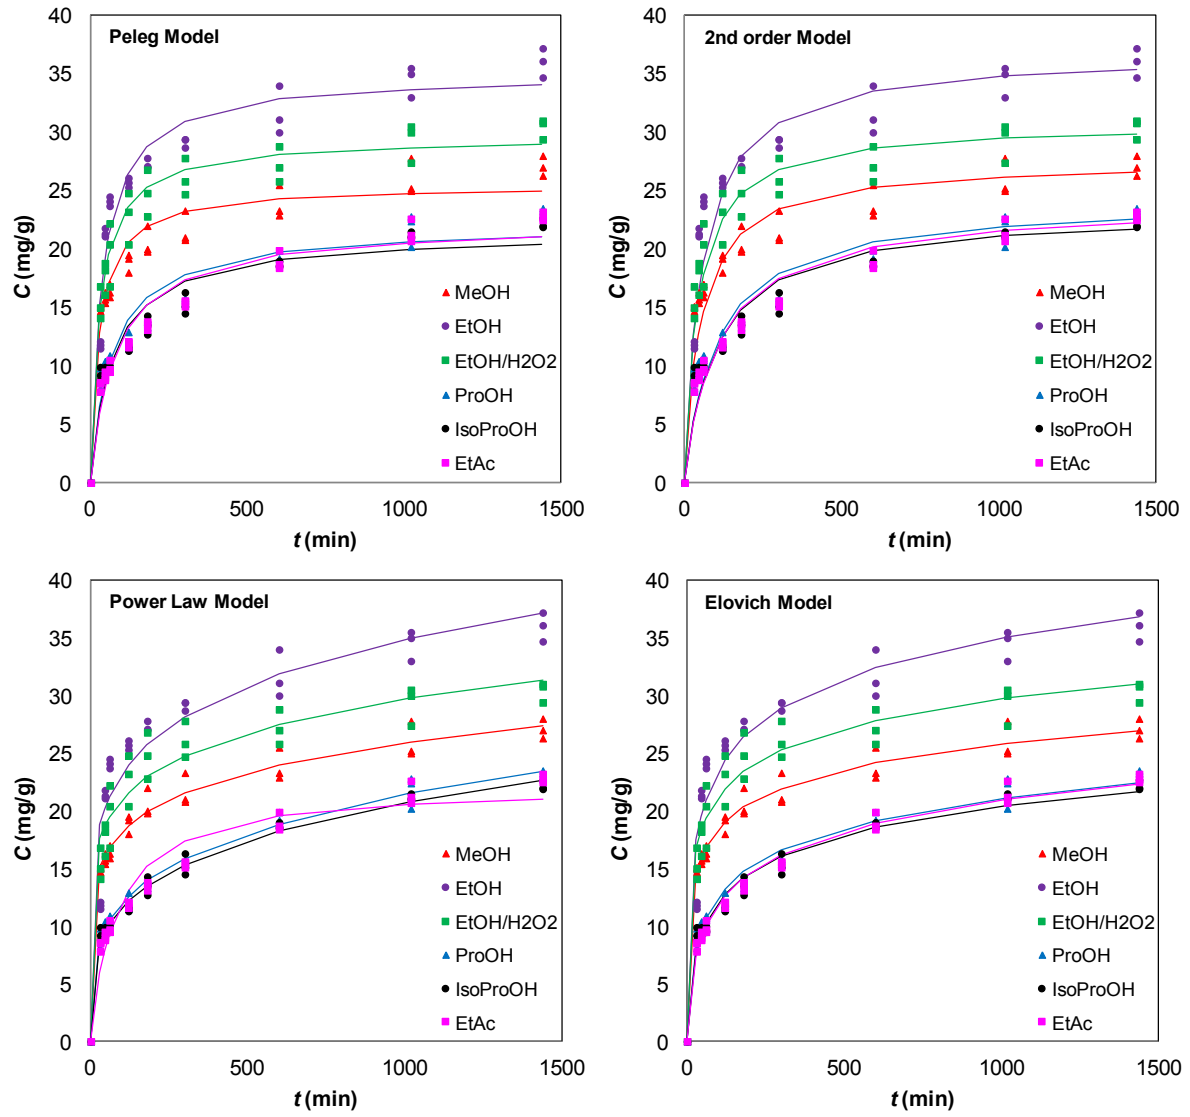 Peleg Model
C (mg/g)
40
35
30
25
20
15
10
5
0
MeOH
EtOH
EtOH/H2O2
ProOH
IsoProOH
EtAc
0 500 1000 1500
t (min)
2nd order Model
C (mg/g)
40
35
30
25
20
15
10
5
0
MeOH
EtOH
EtOH/H2O2
ProOH
IsoProOH
EtAc
0 500 1000 1500
t (min)
Power Law Model
C (mg/g)
40
35
30
25
20
15
10
5
0
MeOH
EtOH
EtOH/H2O2
ProOH
IsoProOH
EtAc
0 500 1000 1500
t (min)
Elovich Model
C (mg/g)
40
35
30
25
20
15
10
5
0
MeOH
EtOH
EtOH/H2O2
ProOH
IsoProOH
EtAc
0 500 1000 1500
t (min)